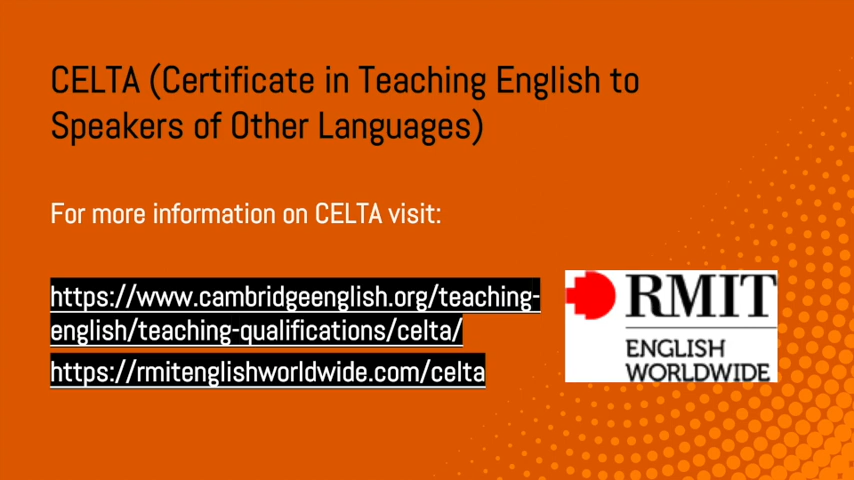 CELTA (Certificate in Teaching English to
Speakers of Other Languages)
For more information on CELTA visit:
https://www.cambridgeenglish.org/teaching-
english/teaching-qualifications/celta/
https://rmitenglishworldwide.com/celta
RMIT
ENGLISH
WORLDWIDE